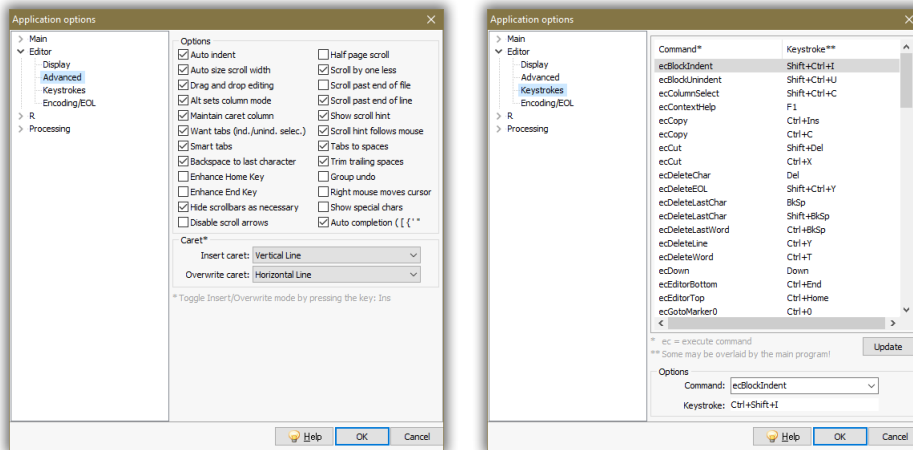 Application options
Main
Editor
Display
Advanced
Keystrokes
Encoding/EOL
R
Processing
Options
Auto indent
Auto size scroll width
Drag and drop editing
Alt sets column mode
Maintain caret column
Want tabs (ind./unind. selec.)
Smart tabs
Backspace to last character
Enhance Home Key
Enhance End Key
Hide scrollbars as necessary
Disable scroll arrows
Half page scroll
Scroll by one less
Scroll past end of file
Scroll past end of line
Show scroll hint
Scroll hint follows mouse
Tabs to spaces
Trim trailing spaces
Group undo
Right mouse moves cursor
Show special chars
Auto completion ( [ { ' "
Caret*
Insert caret: Vertical Line
Overwrite caret: Horizontal Line
* Toggle Insert/Overwrite mode by pressing the key: Ins
Help OK Cancel
Application options
Main
Editor
Display
Advanced
Keystrokes
Encoding/EOL
R
Processing
Command* Keystroke**
ecBlockIndent Shift+Ctrl+I
ecBlockUnindent Shift+Ctrl+U
ecColumnSelect Shift+Ctrl+C
ecContextHelp F1
ecCopy Ctrl+Ins
ecCopy Ctrl+C
ecCut Shift+Del
ecCut Ctrl+X
ecDeleteChar Del
ecDeleteEOL Shift+Ctrl+Y
ecDeleteLastChar BkSp
ecDeleteLastChar Shift+BkSp
ecDeleteLastWord Ctrl+BkSp
ecDeleteLine Ctrl+Y
ecDeleteWord Ctrl+T
ecDown Down
ecEditorBottom Ctrl+End
ecEditorTop Ctrl+Home
ecGotoMarker0 Ctrl+0
* ec = execute command
** Some may be overlaid by the main program!
Update
Options
Command: ecBlockIndent
Keystroke: Ctrl+Shift+I
Help OK Cancel